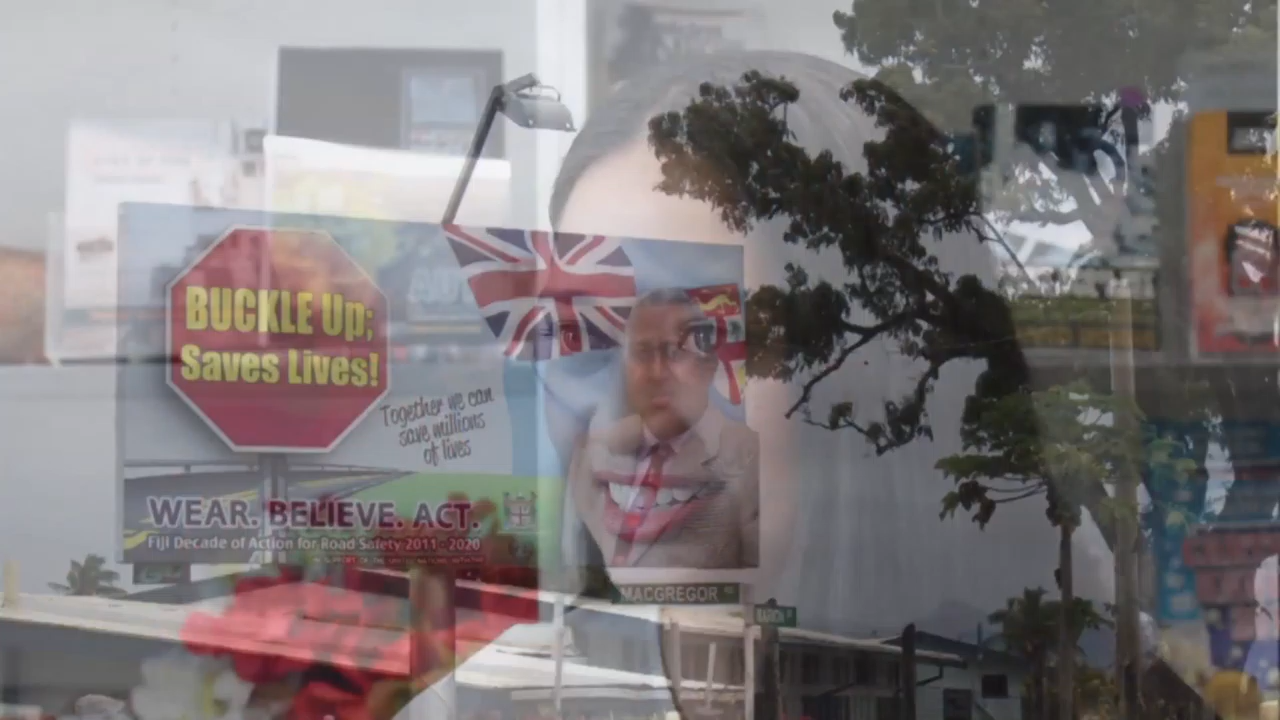 BUCKLE Up;
Saves Lives!
Together we can
save millions
of lives
WEAR. BELIEVE. ACT.
Fiji Decade of Action for Road Safety 2011 - 2020
MACGREGOR RD